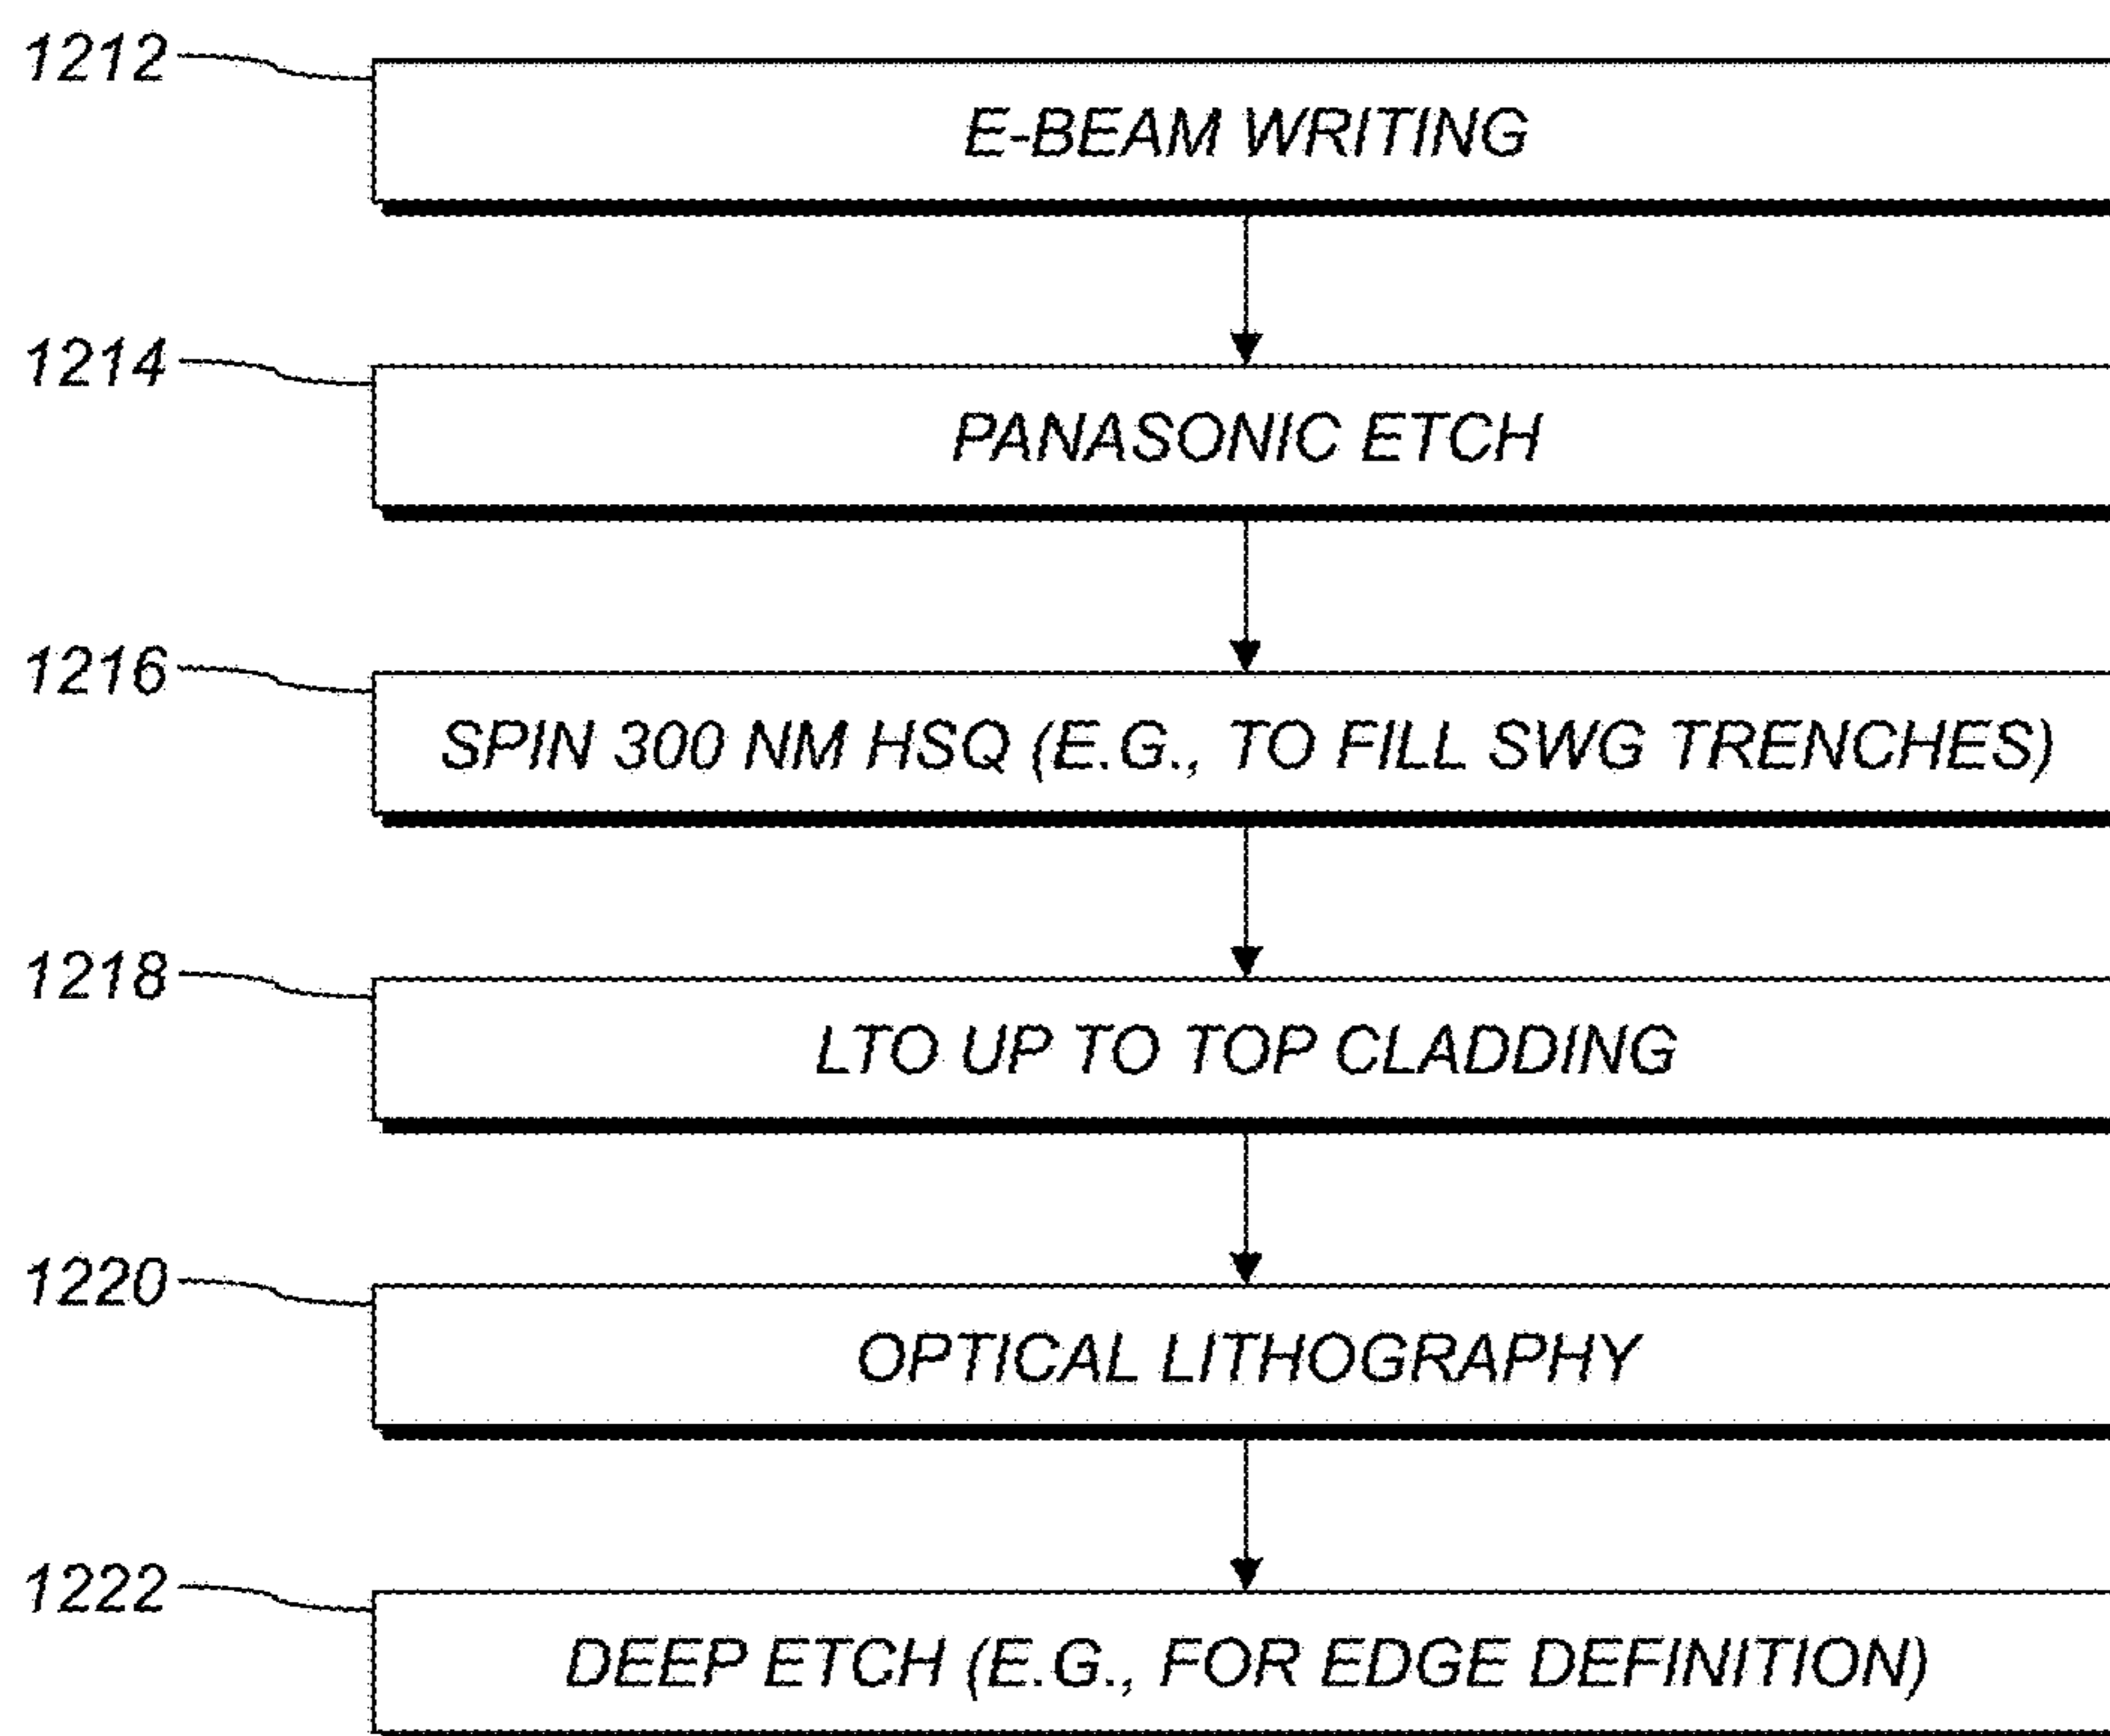 1212
E-BEAM WRITING
1214
PANASONIC ETCH
1216
SPIN 300 NM HSQ (E.G., TO FILL SWG TRENCHES)
1218
LTO UP TO TOP CLADDING
1220
OPTICAL LITHOGRAPHY
1222
DEEP ETCH (E.G., FOR EDGE DEFINITION)